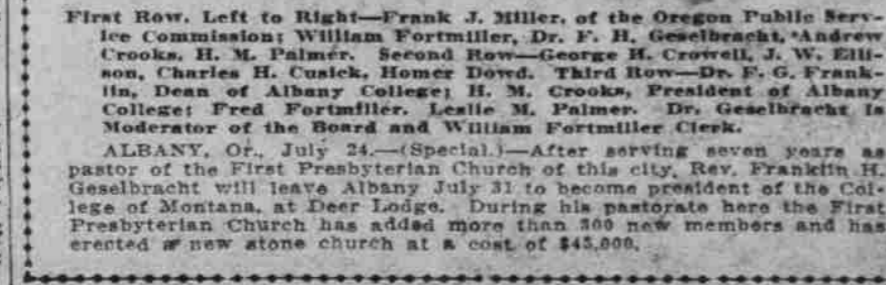 First Row, Left to Right—Frank J. Miller, of the Oregon Public Serv-
ice Commission; William Fortmiller, Dr. F. H. Geselbracht, Andrew
Crooks, H. M. Palmer. Second Row—George H. Crowell, J. W. Elli-
son, Charles H. Cusick, Homer Dowd. Third Row—Dr. F. G. Frank-
lin, Dean of Albany College; H. M. Crooks, President of Albany
College; Fred Fortmiller, Leslie M. Palmer. Dr. Geselbracht is
Moderator of the Board and William Fortmiller Clerk.
ALBANY, Or., July 24.—(Special.)—After serving seven years as
pastor of the First Presbyterian Church of this city, Rev. Franklin H.
Geselbracht will leave Albany July 31 to become president of the Col-
lege of Montana, at Deer Lodge. During his pastorate here the First
Presbyterian Church has added more than 300 new members and has
erected a new stone church at a cost of $45,000.